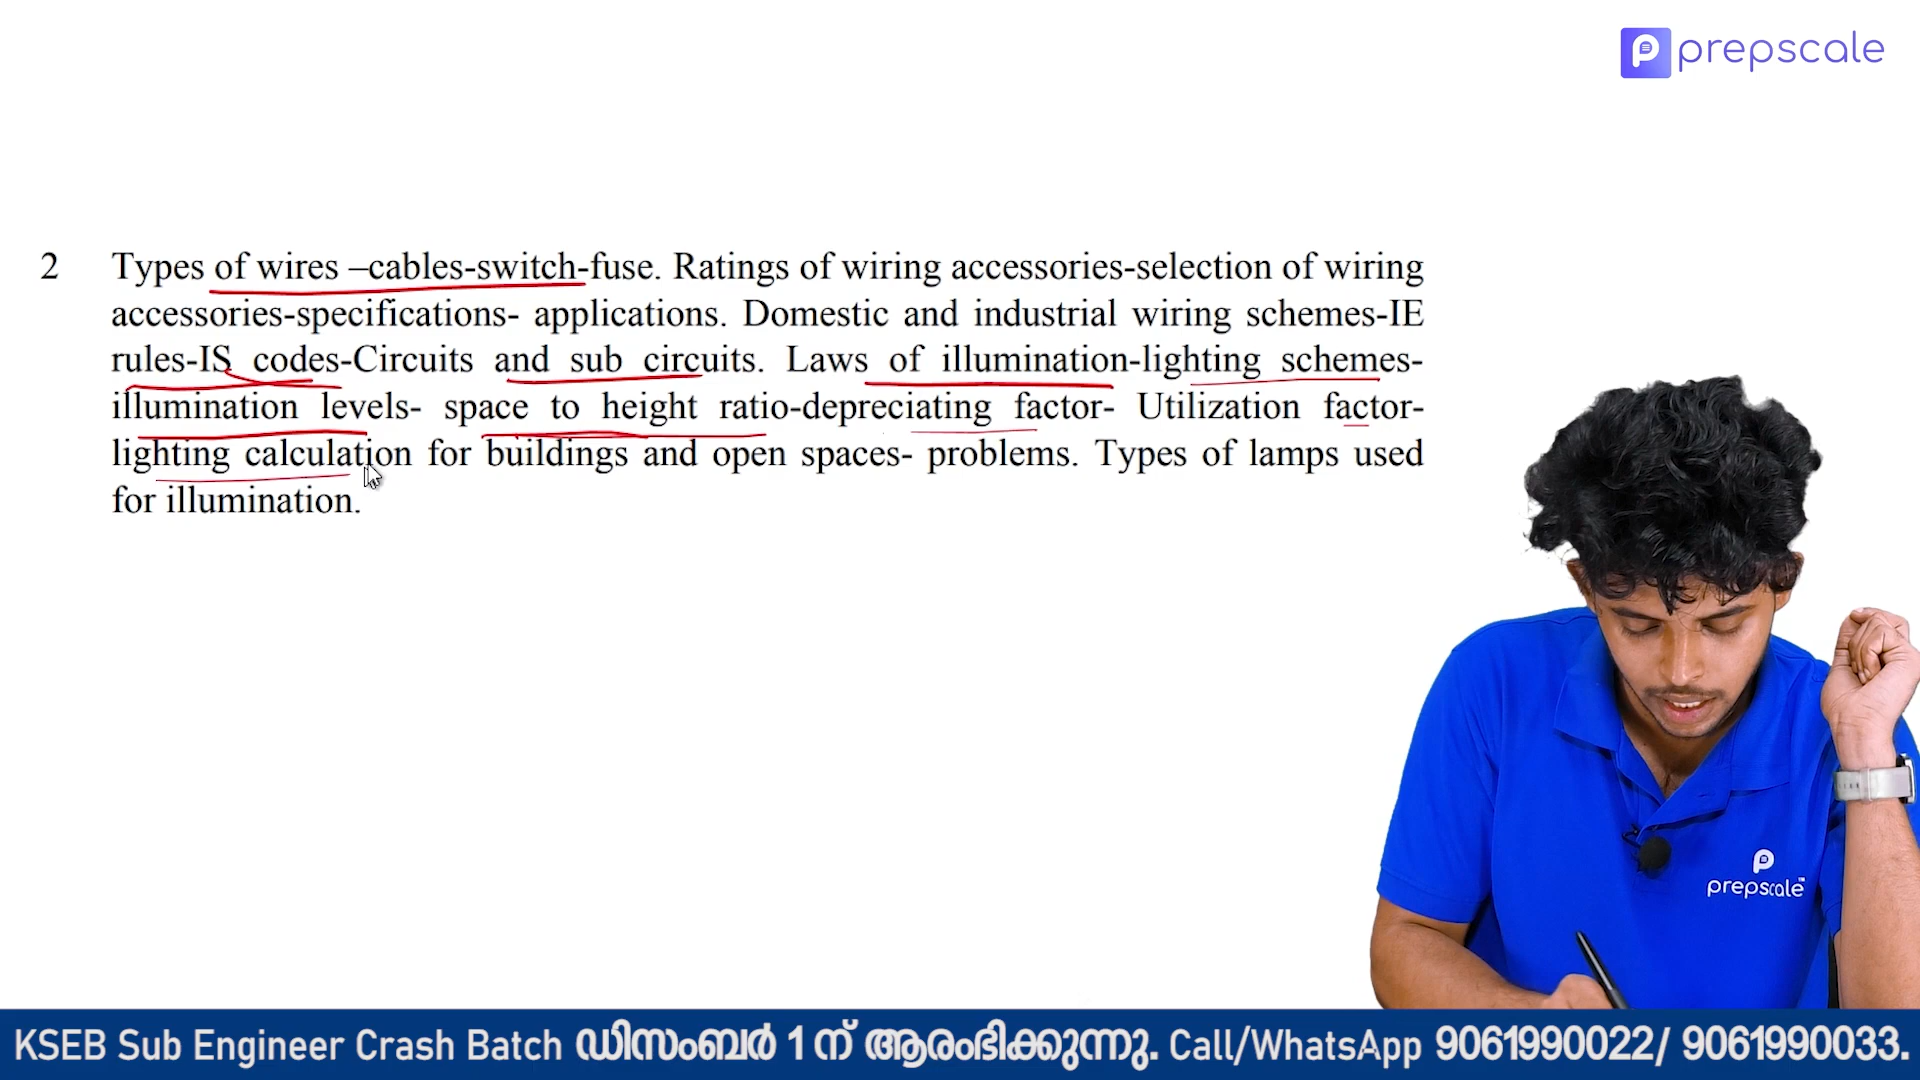 prepscale
2 Types of wires –cables-switch-fuse. Ratings of wiring accessories-selection of wiring
accessories-specifications- applications. Domestic and industrial wiring schemes-IE
rules-IS codes-Circuits and sub circuits. Laws of illumination-lighting schemes-
illumination levels- space to height ratio-depreciating factor- Utilization factor-
lighting calculation for buildings and open spaces- problems. Types of lamps used
for illumination.
prepscale™
KSEB Sub Engineer Crash Batch ഡിസംബർ 1 ന് ആരംഭിക്കുന്നു. Call/WhatsApp 9061990022/ 9061990033.